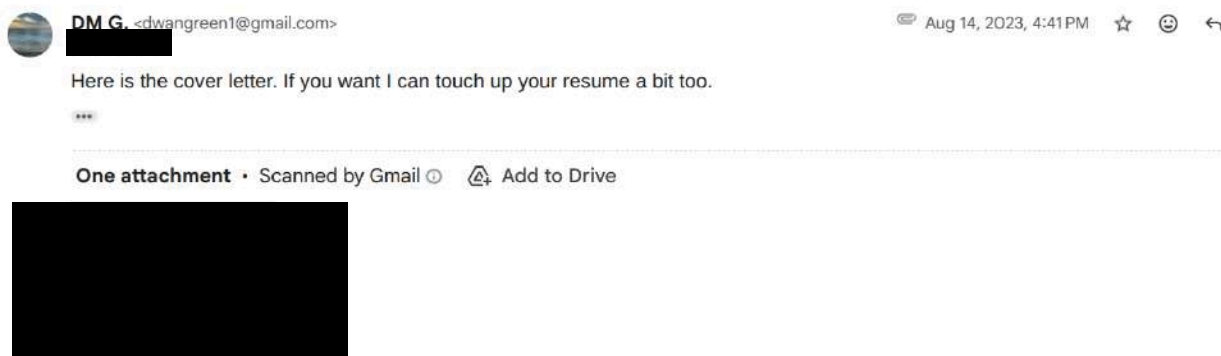 DM G. <dwangreen1@gmail.com> Aug 14, 2023, 4:41 PM
Here is the cover letter. If you want I can touch up your resume a bit too.
One attachment • Scanned by Gmail Add to Drive